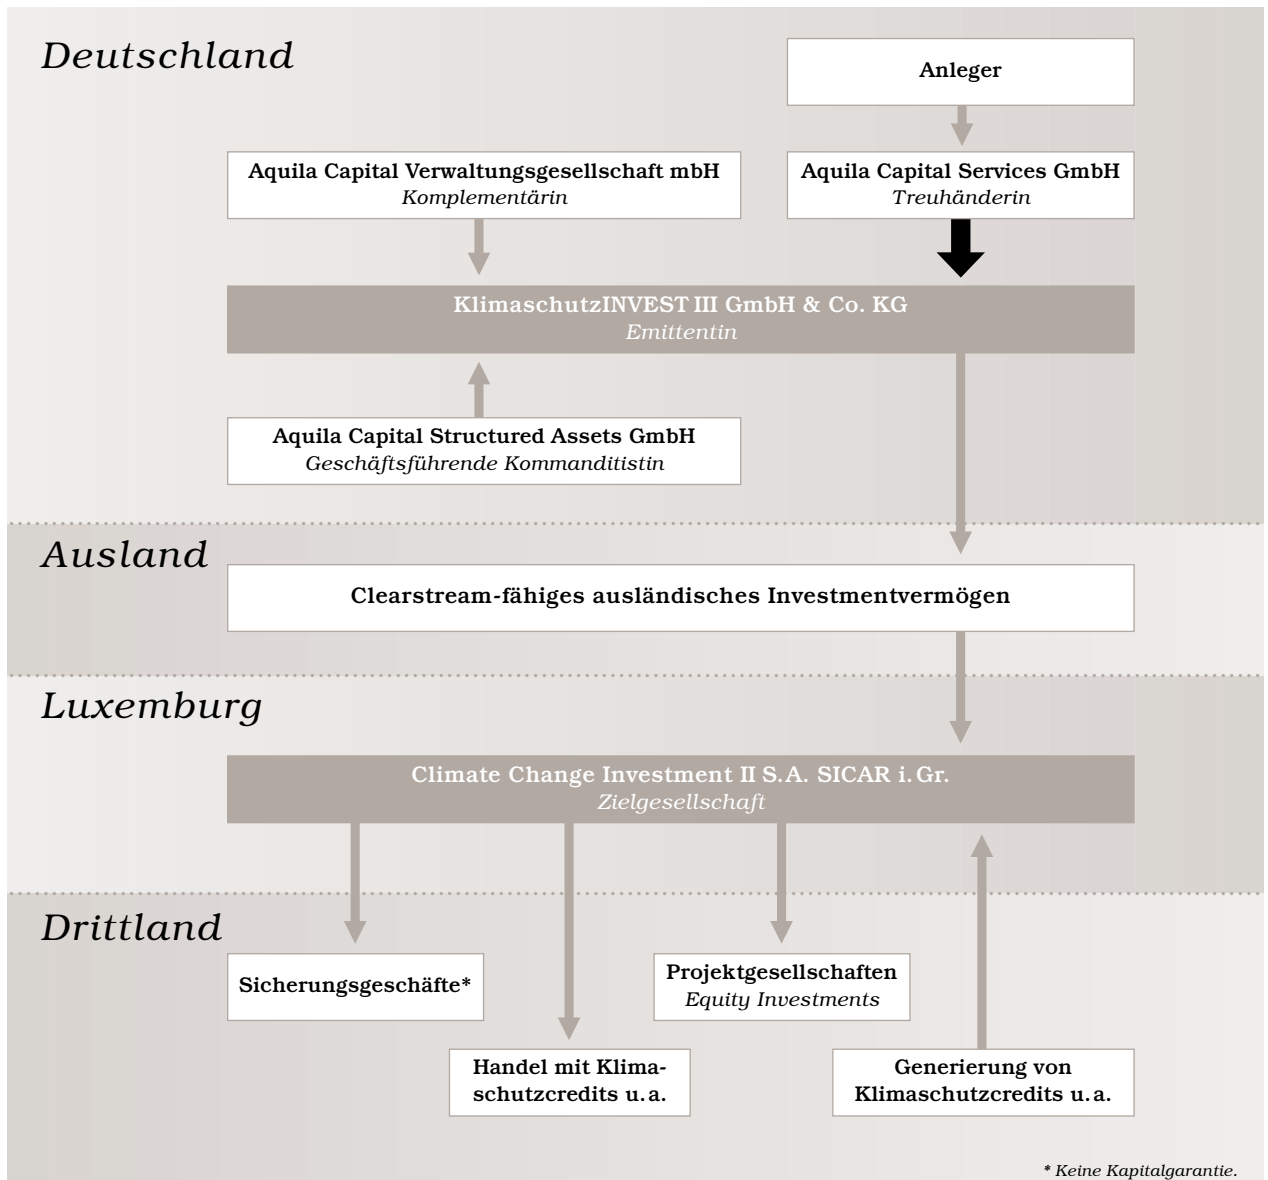 Deutschland
Anleger
Aquila Capital Verwaltungsgesellschaft mbH
Komplementärin
Aquila Capital Services GmbH
Treuhänderin
KlimaschutzINVEST III GmbH & Co. KG
Emittentin
Aquila Capital Structured Assets GmbH
Geschäftsführende Kommanditistin
Ausland
Clearstream-fähiges ausländisches Investmentvermögen
Luxemburg
Climate Change Investment II S.A. SICAR i. Gr.
Zielgesellschaft
Drittland
Sicherungsgeschäfte*
Projektgesellschaften
Equity Investments
Handel mit Klima-
schutzcredits u. a.
Generierung von
Klimaschutzcredits u. a.
* Keine Kapitalgarantie.